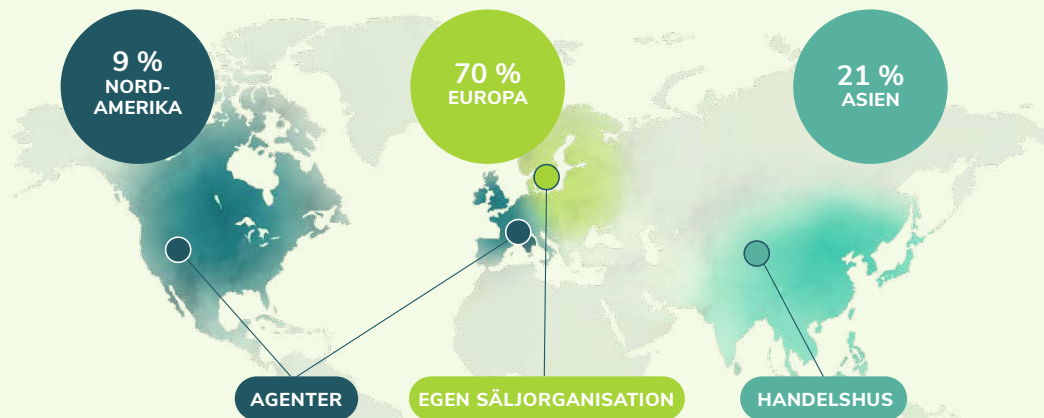 9 %
NORD-
AMERIKA
70 %
EUROPA
21 %
ASIEN
AGENTER
EGEN SÄLJORGANISATION
HANDELSHUS